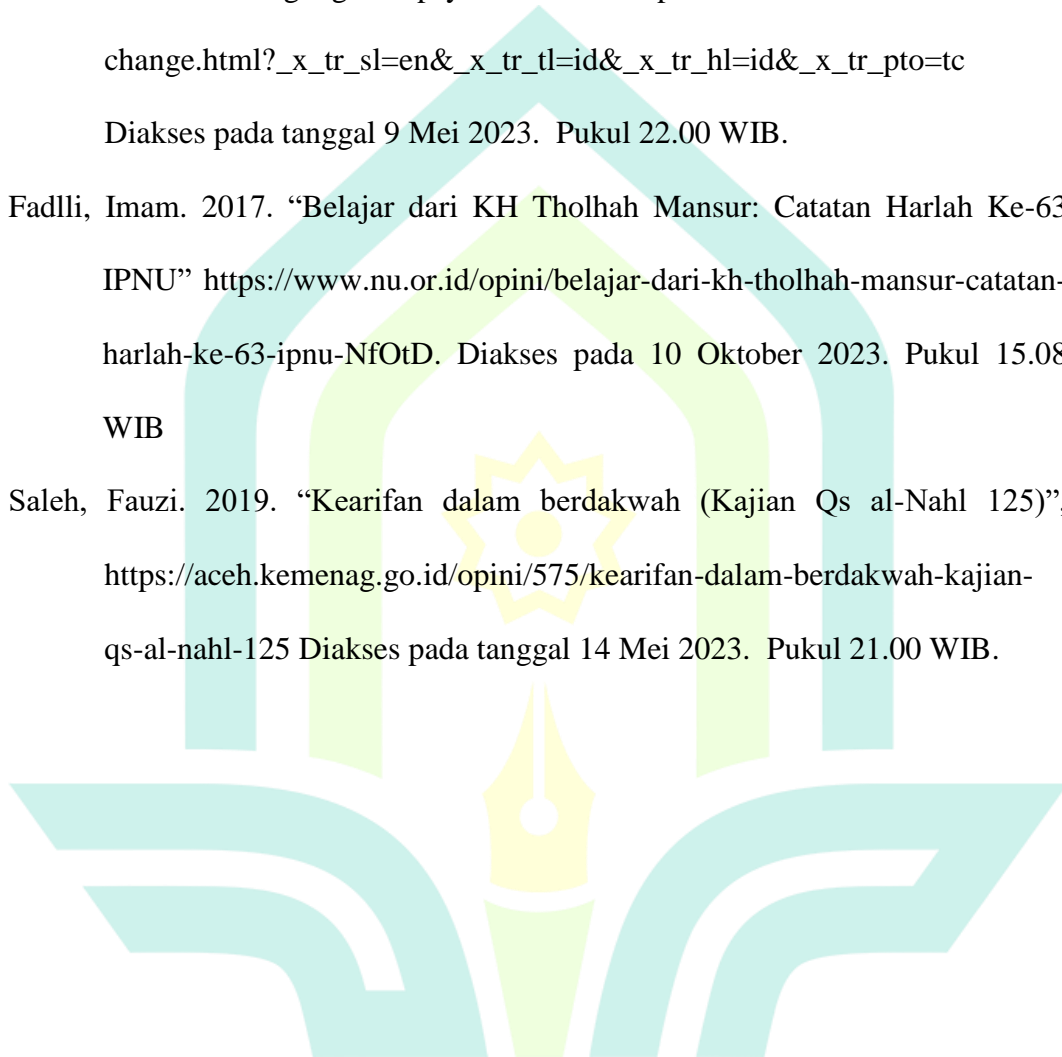 change.html?_x_tr_sl=en&_x_tr_tl=id&_x_tr_hl=id&_x_tr_pto=tc
Diakses pada tanggal 9 Mei 2023.  Pukul 22.00 WIB.
Fadlli, Imam. 2017. “Belajar dari KH Tholhah Mansur: Catatan Harlah Ke-63
IPNU” https://www.nu.or.id/opini/belajar-dari-kh-tholhah-mansur-catatan-
harlah-ke-63-ipnu-NfOtD. Diakses pada 10 Oktober 2023. Pukul 15.08
WIB
Saleh, Fauzi. 2019. “Kearifan dalam berdakwah (Kajian Qs al-Nahl 125)”,
https://aceh.kemenag.go.id/opini/575/kearifan-dalam-berdakwah-kajian-
qs-al-nahl-125 Diakses pada tanggal 14 Mei 2023.  Pukul 21.00 WIB.